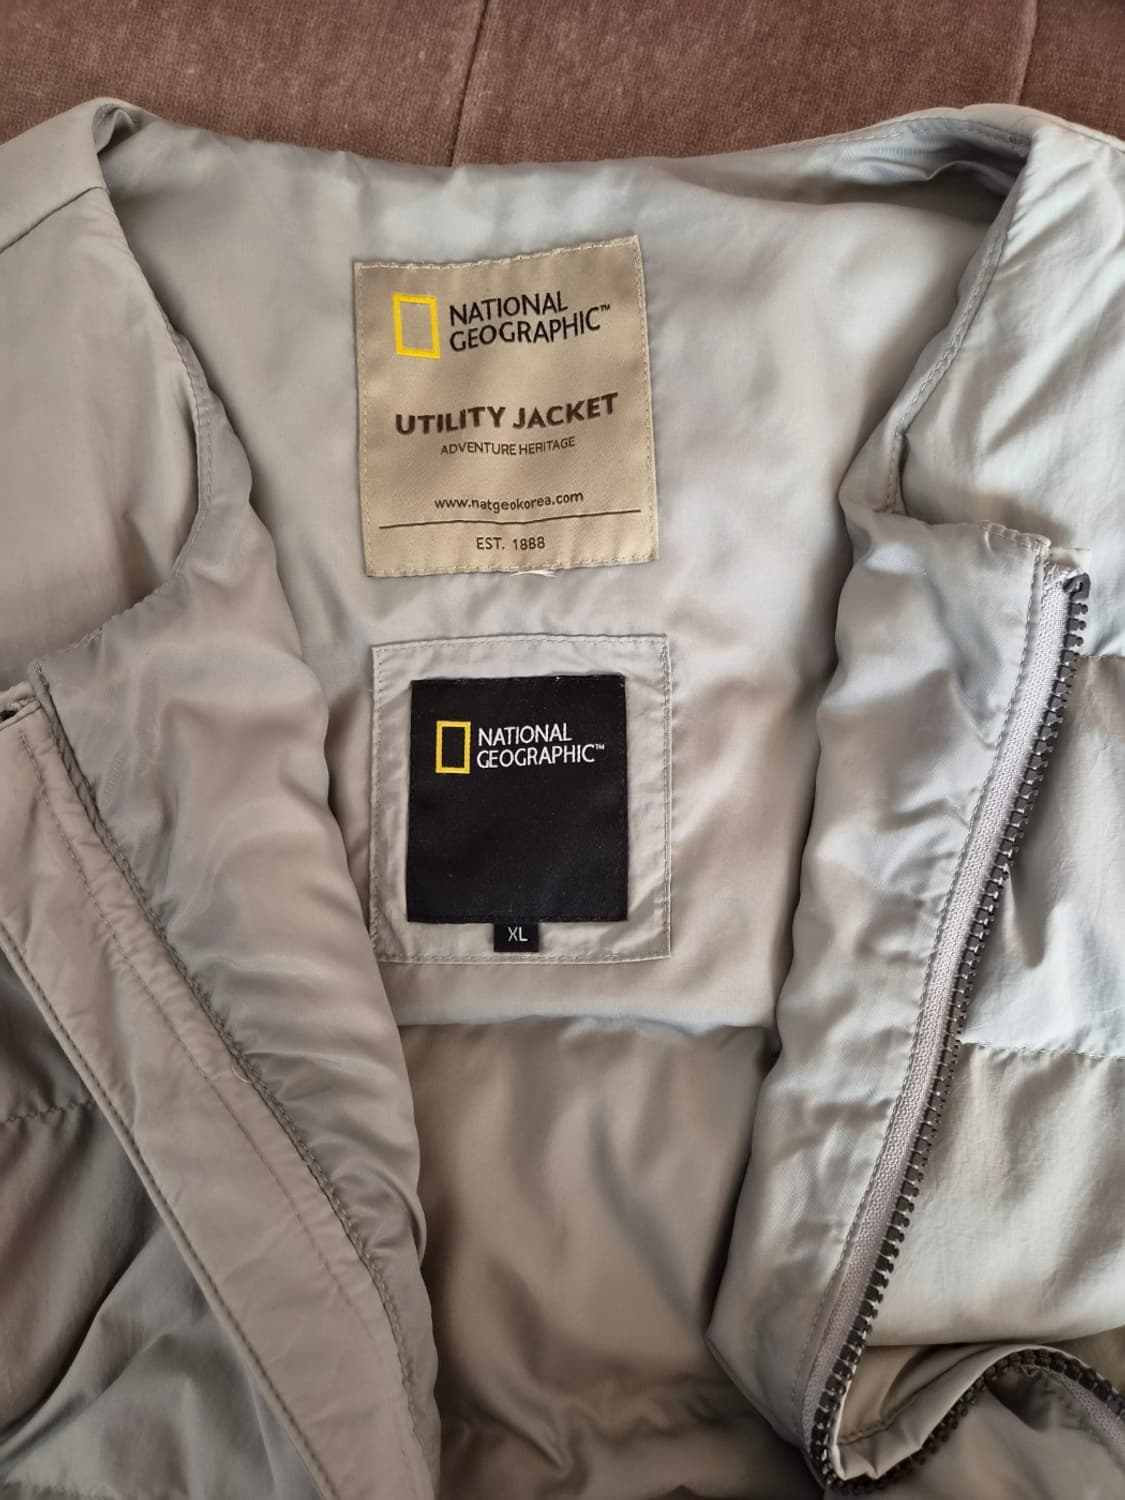 NATIONAL
GEOGRAPHIC™
UTILITY JACKET
ADVENTURE HERITAGE
www.natgeokorea.com
EST. 1888
NATIONAL
GEOGRAPHIC™
XL